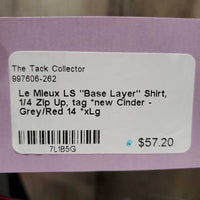 The Tack Collector
997606-262
Le Mieux LS "Base Layer" Shirt,
1/4 Zip Up, tag *new Cinder -
Grey/Red 14 *xLg
7L1B5G
$57.20